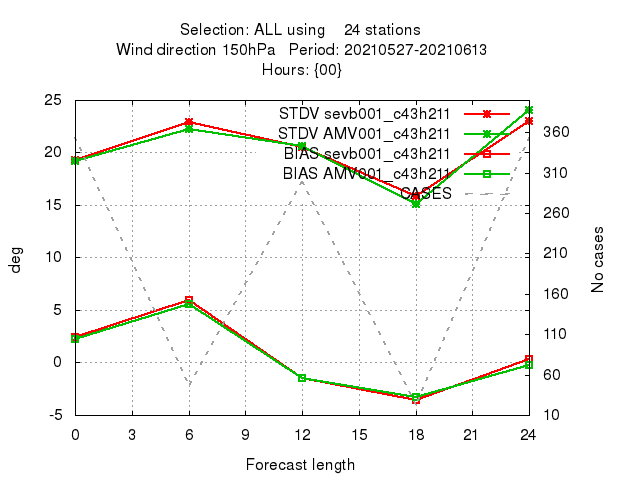 Selection: ALL using 24 stations
Wind direction 150hPa Period: 20210527-20210613
Hours: {00}
25
20
15
10
5
0
-5
deg
STDV sevb001_c43h211
STDV AMV001_c43h211
BIAS sevb001_c43h211
BIAS AMV001_c43h211
CASES
360
310
260
210
160
110
60
10
No cases
0 3 6 9 12 15 18 21 24
Forecast length